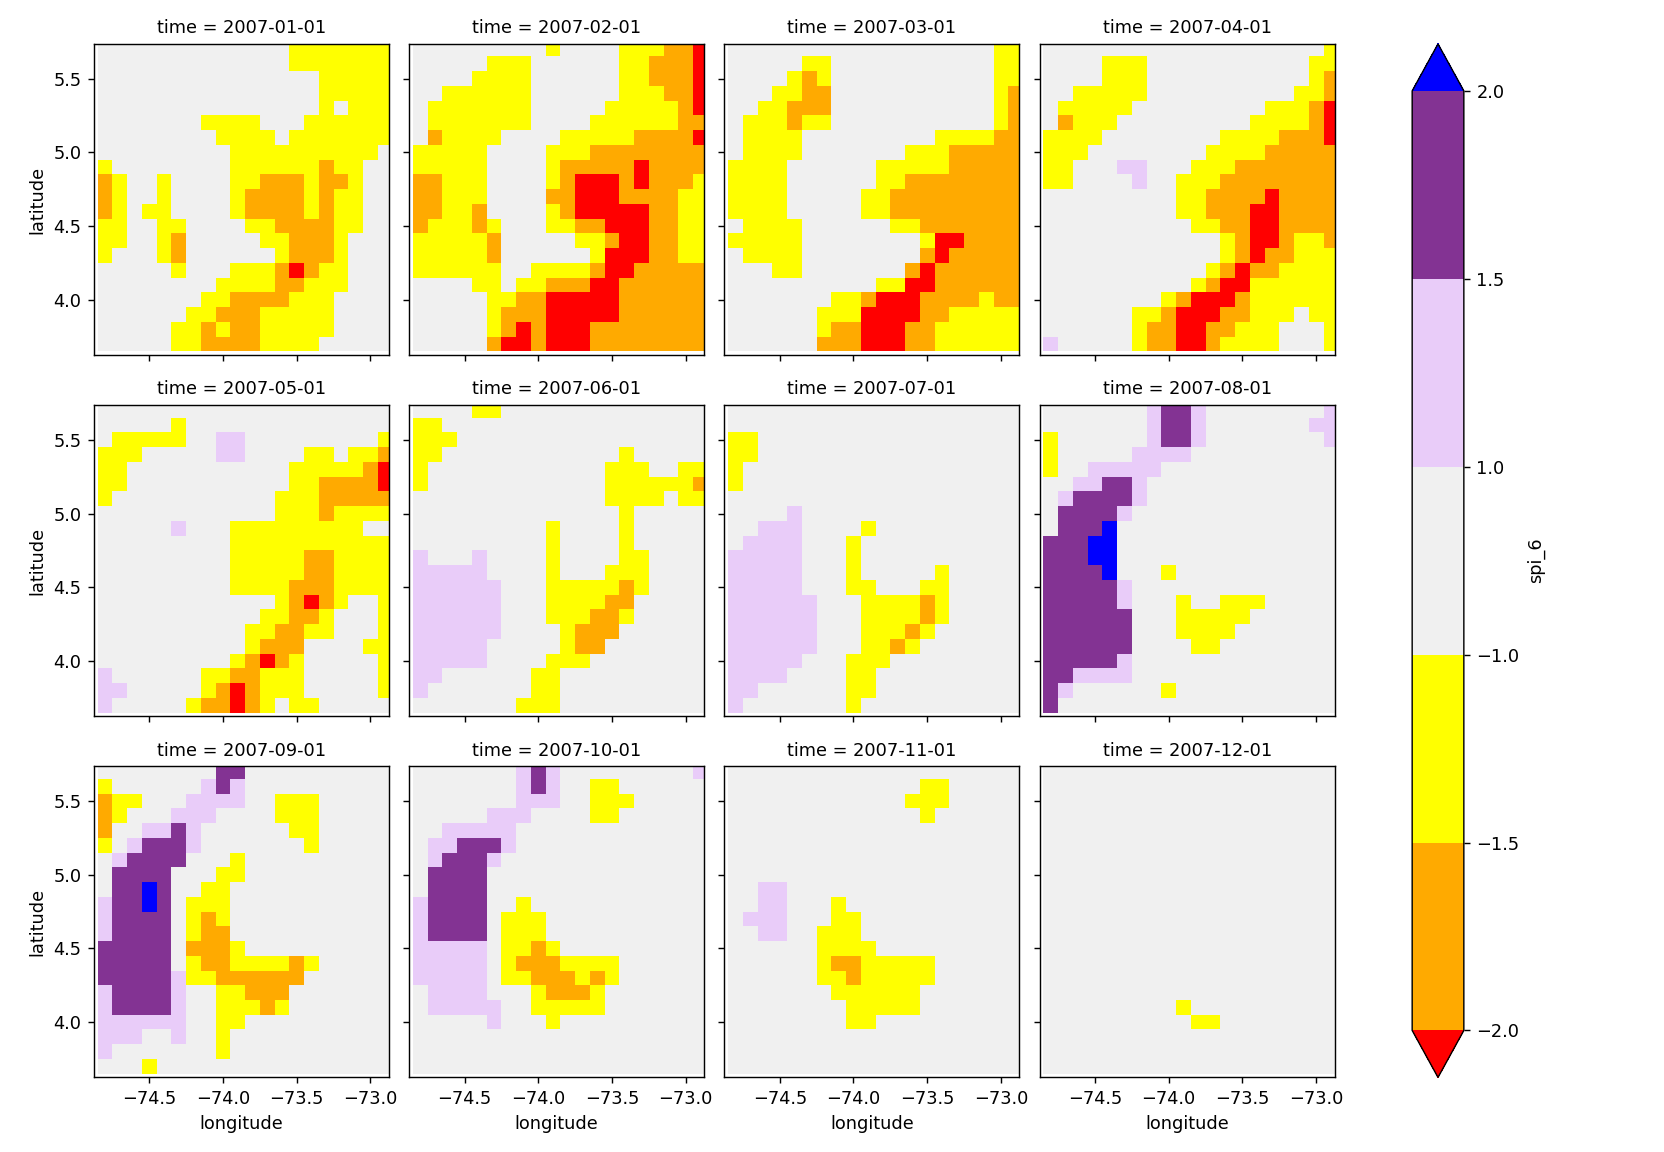 time = 2007-01-01
time = 2007-02-01
time = 2007-03-01
time = 2007-04-01
latitude
5.5
5.0
4.5
4.0
time = 2007-05-01
time = 2007-06-01
time = 2007-07-01
time = 2007-08-01
latitude
5.5
5.0
4.5
4.0
time = 2007-09-01
time = 2007-10-01
time = 2007-11-01
time = 2007-12-01
latitude
5.5
5.0
4.5
4.0
−74.5 −74.0 −73.5 −73.0
longitude
−74.5 −74.0 −73.5 −73.0
longitude
−74.5 −74.0 −73.5 −73.0
longitude
−74.5 −74.0 −73.5 −73.0
longitude
2.0
1.5
1.0
−1.0
−1.5
−2.0
spi_6